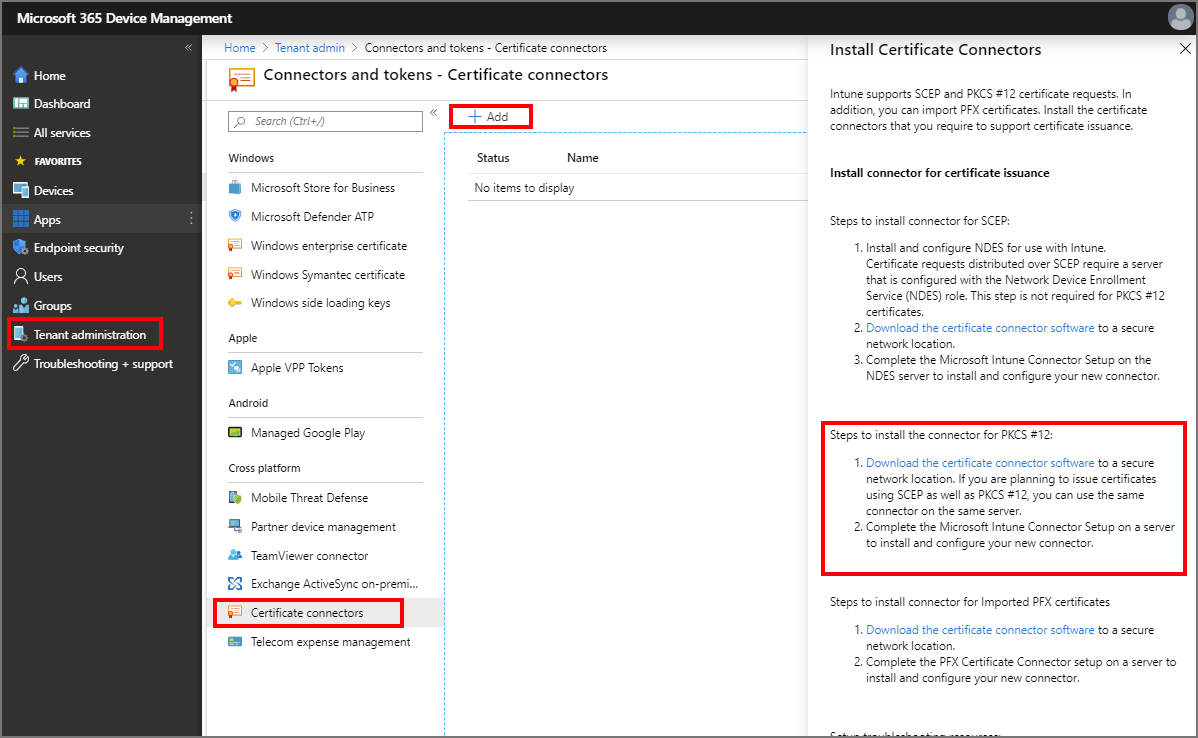 Microsoft 365 Device Management
Home
Dashboard
All services
FAVORITES
Devices
Apps
Endpoint security
Users
Groups
Tenant administration
Troubleshooting + support
Home > Tenant admin > Connectors and tokens - Certificate connectors
Connectors and tokens - Certificate connectors
Search (Ctrl+/)
Windows
Microsoft Store for Business
Microsoft Defender ATP
Windows enterprise certificate
Windows Symantec certificate
Windows side loading keys
Apple
Apple VPP Tokens
Android
Managed Google Play
Cross platform
Mobile Threat Defense
Partner device management
TeamViewer connector
Exchange ActiveSync on-premi...
Certificate connectors
Telecom expense management
+ Add
Status Name
No items to display
Install Certificate Connectors
Intune supports SCEP and PKCS #12 certificate requests. In
addition, you can import PFX certificates. Install the certificate
connectors that you require to support certificate issuance.
Install connector for certificate issuance
Steps to install connector for SCEP:
1. Install and configure NDES for use with Intune.
Certificate requests distributed over SCEP require a server
that is configured with the Network Device Enrollment
Service (NDES) role. This step is not required for PKCS #12
certificates.
2. Download the certificate connector software to a secure
network location.
3. Complete the Microsoft Intune Connector Setup on the
NDES server to install and configure your new connector.
Steps to install the connector for PKCS #12:
1. Download the certificate connector software to a secure
network location. If you are planning to issue certificates
using SCEP as well as PKCS #12, you can use the same
connector on the same server.
2. Complete the Microsoft Intune Connector Setup on a server
to install and configure your new connector.
Steps to install connector for Imported PFX certificates
1. Download the certificate connector software to a secure
network location.
2. Complete the PFX Certificate Connector setup on a server to
install and configure your new connector.
Setup troubleshooting resources: